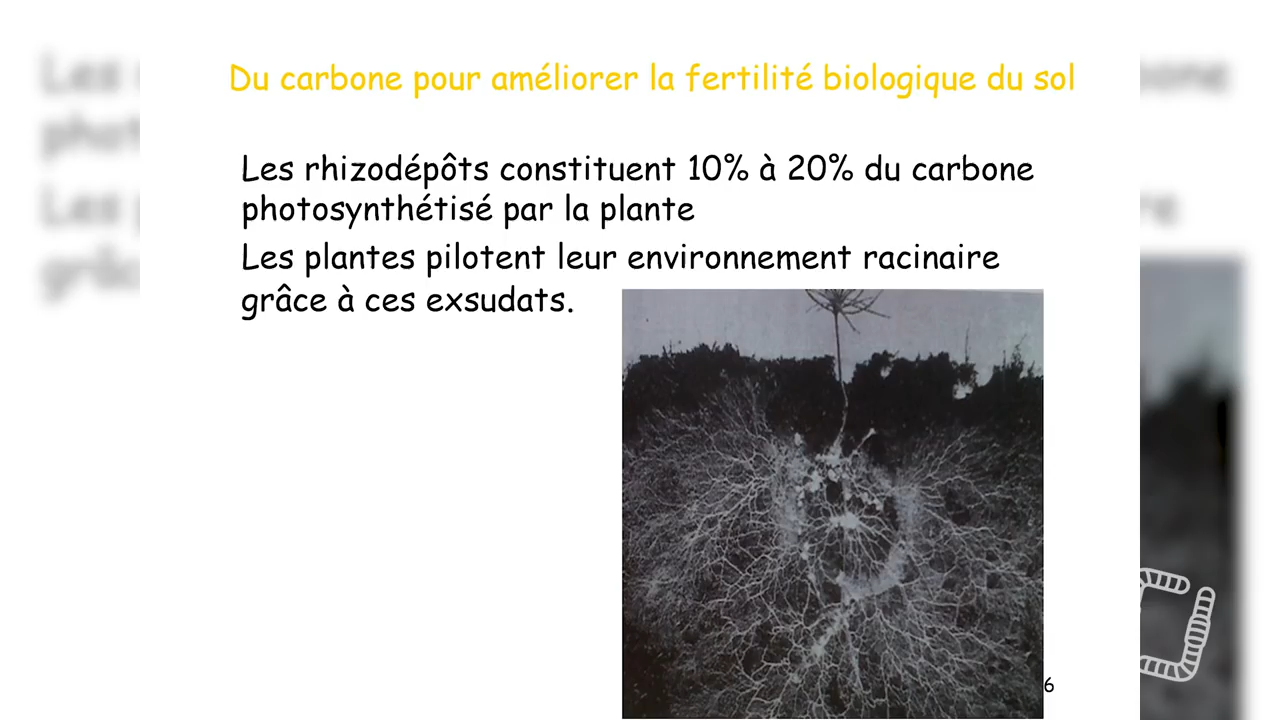 Du carbone pour améliorer la fertilité biologique du sol
Les rhizodépôts constituent 10% à 20% du carbone
photosynthétisé par la plante
Les plantes pilotent leur environnement racinaire
grâce à ces exsudats.
6